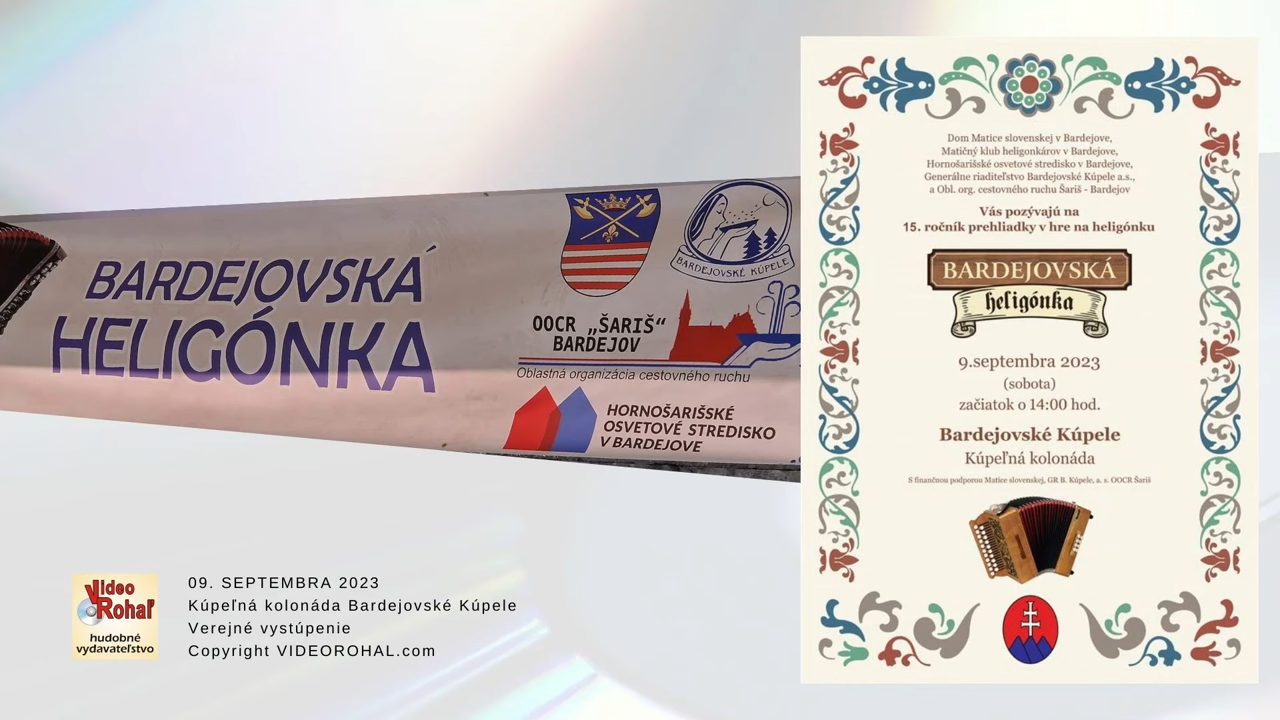 BARDEJOVSKÁ
HELIGÓNKA
BARDEJOVSKÉ KÚPELE
OOCR „ŠARIŠ“
BARDEJOV
Oblastná organizácia cestovného ruchu
HORNOŠARIŠSKÉ
OSVETOVÉ STREDISKO
V BARDEJOVE
Video
Rohaľ
hudobné
vydavateľstvo
09. SEPTEMBRA 2023
Kúpeľná kolonáda Bardejovské Kúpele
Verejné vystúpenie
Copyright VIDEOROHAL.com
Dom Matice slovenskej v Bardejove,
Matičný klub heligonkárov v Bardejove,
Hornošarišské osvetové stredisko v Bardejove,
Generálne riaditeľstvo Bardejovské Kúpele a.s.,
a Obl. org. cestovného ruchu Šariš - Bardejov
Vás pozývajú na
15. ročník prehliadky v hre na heligónku
BARDEJOVSKÁ
heligónka
9.septembra 2023
(sobota)
začiatok o 14:00 hod.
Bardejovské Kúpele
Kúpeľná kolonáda
S finančnou podporou Matice slovenskej, GR B. Kúpele, a. s. OOCR Šariš